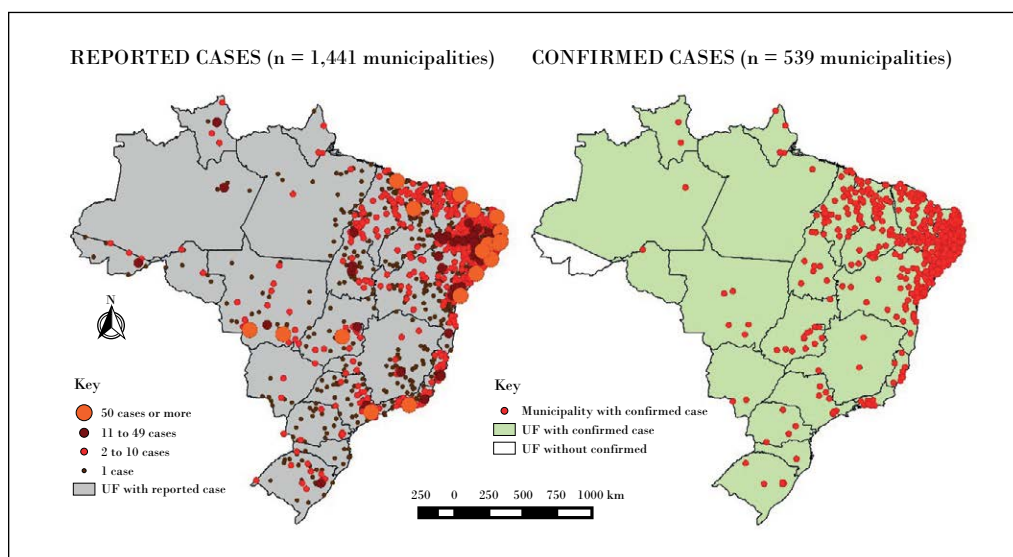 REPORTED CASES (n = 1,441 municipalities)
CONFIRMED CASES (n = 539 municipalities)
N
Key
50 cases or more
11 to 49 cases
2 to 10 cases
1 case
UF with reported case
Key
Municipality with confirmed case
UF with confirmed case
UF without confirmed
250 0 250 500 1000 km